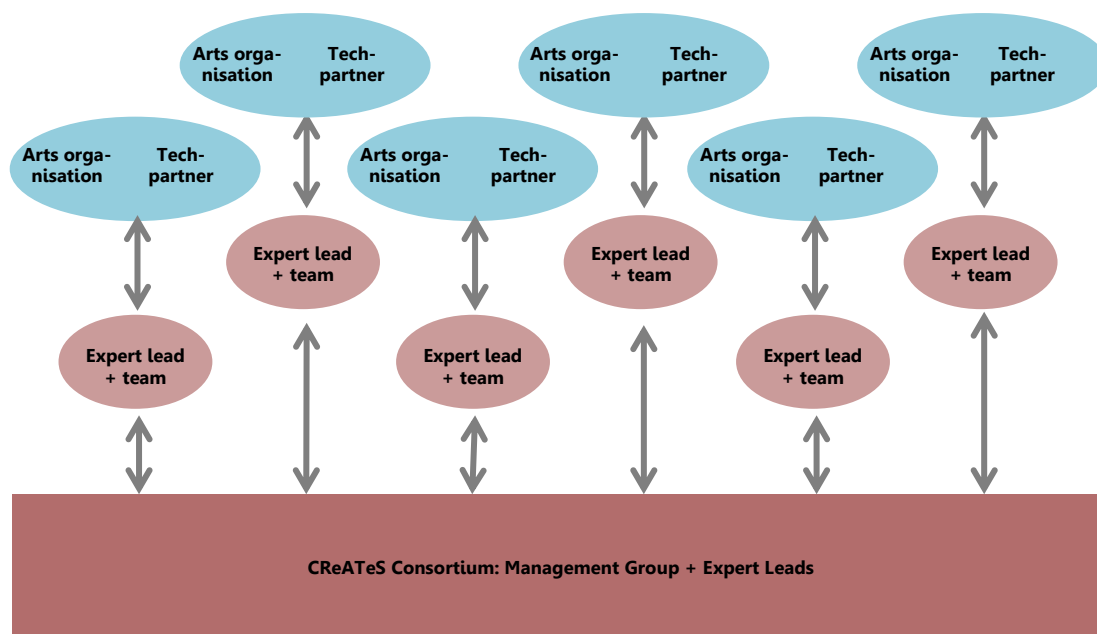 Arts orga-
nisation
Tech-
partner
Arts orga-
nisation
Tech-
partner
Arts orga-
nisation
Tech-
partner
Arts orga-
nisation
Tech-
partner
Arts orga-
nisation
Tech-
partner
Arts orga-
nisation
Tech-
partner
Expert lead
+ team
Expert lead
+ team
Expert lead
+ team
Expert lead
+ team
Expert lead
+ team
Expert lead
+ team
CReATeS Consortium: Management Group + Expert Leads